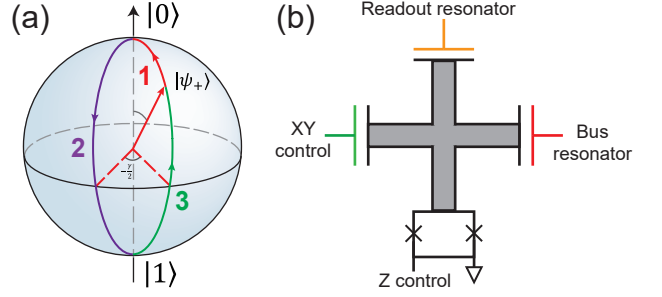 (a)
|0⟩
1
|ψ₊⟩
2
-γ/2
3
|1⟩
(b)
Readout resonator
XY
control
Bus
resonator
Z control